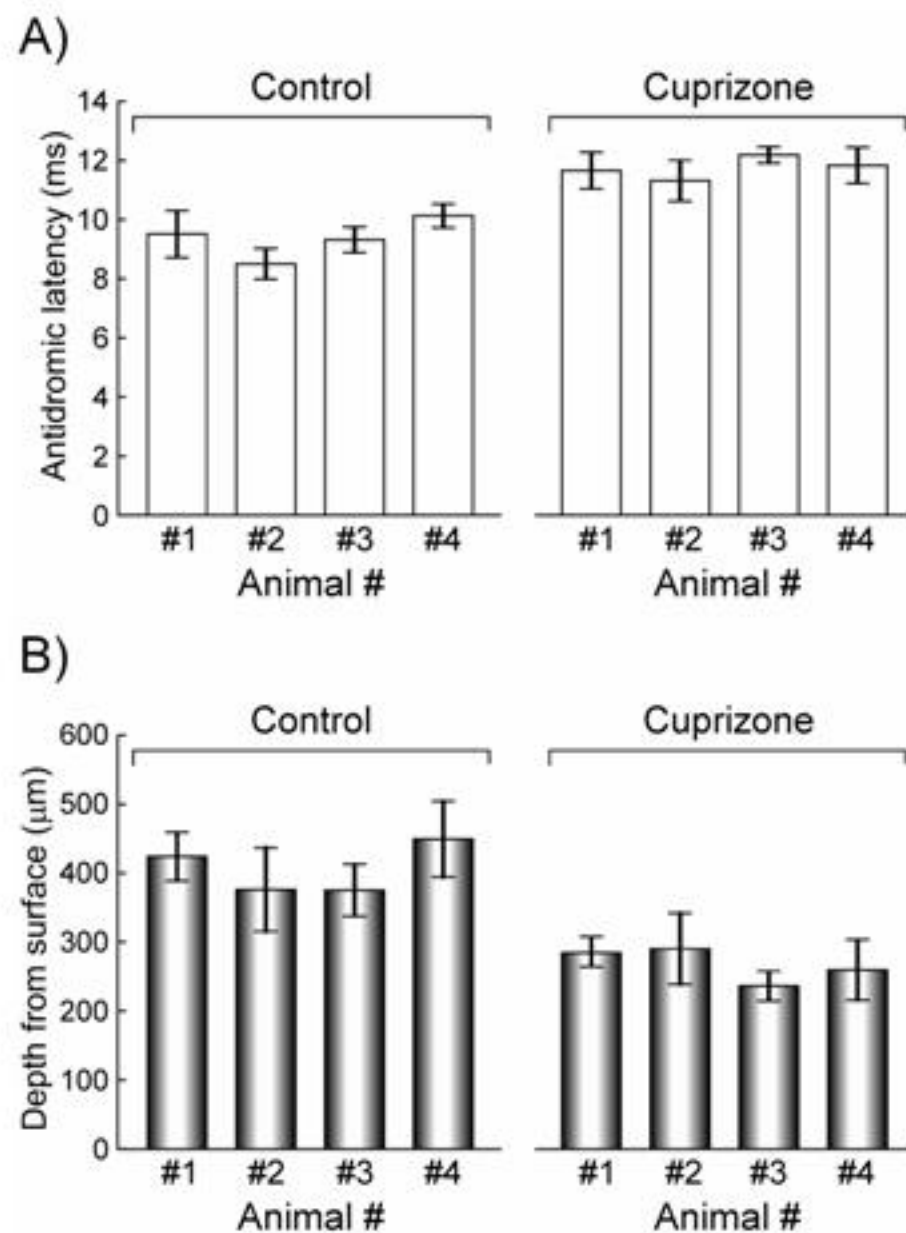 A)
Control Cuprizone
Antidromic latency (ms)
14
12
10
8
6
4
2
0
#1 #2 #3 #4 #1 #2 #3 #4
Animal # Animal #
B)
Control Cuprizone
Depth from surface (μm)
600
500
400
300
200
100
0
#1 #2 #3 #4 #1 #2 #3 #4
Animal # Animal #